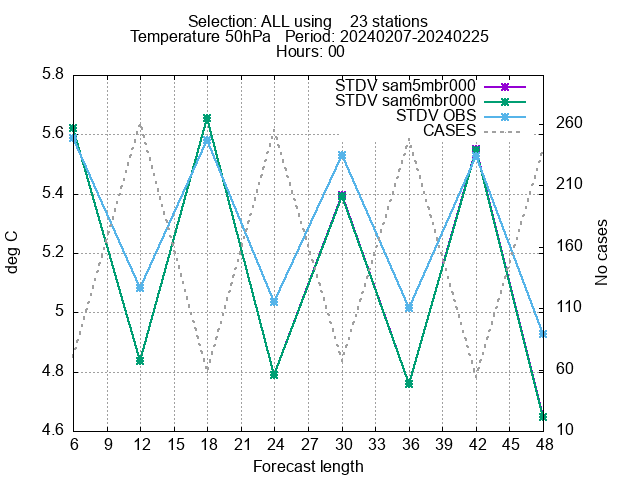 Selection: ALL using 23 stations
Temperature 50hPa Period: 20240207-20240225
Hours: 00
STDV sam5mbr000
STDV sam6mbr000
STDV OBS
CASES
5.8
5.6
5.4
5.2
5
4.8
4.6
260
210
160
110
60
10
deg C
No cases
6 9 12 15 18 21 24 27 30 33 36 39 42 45 48
Forecast length